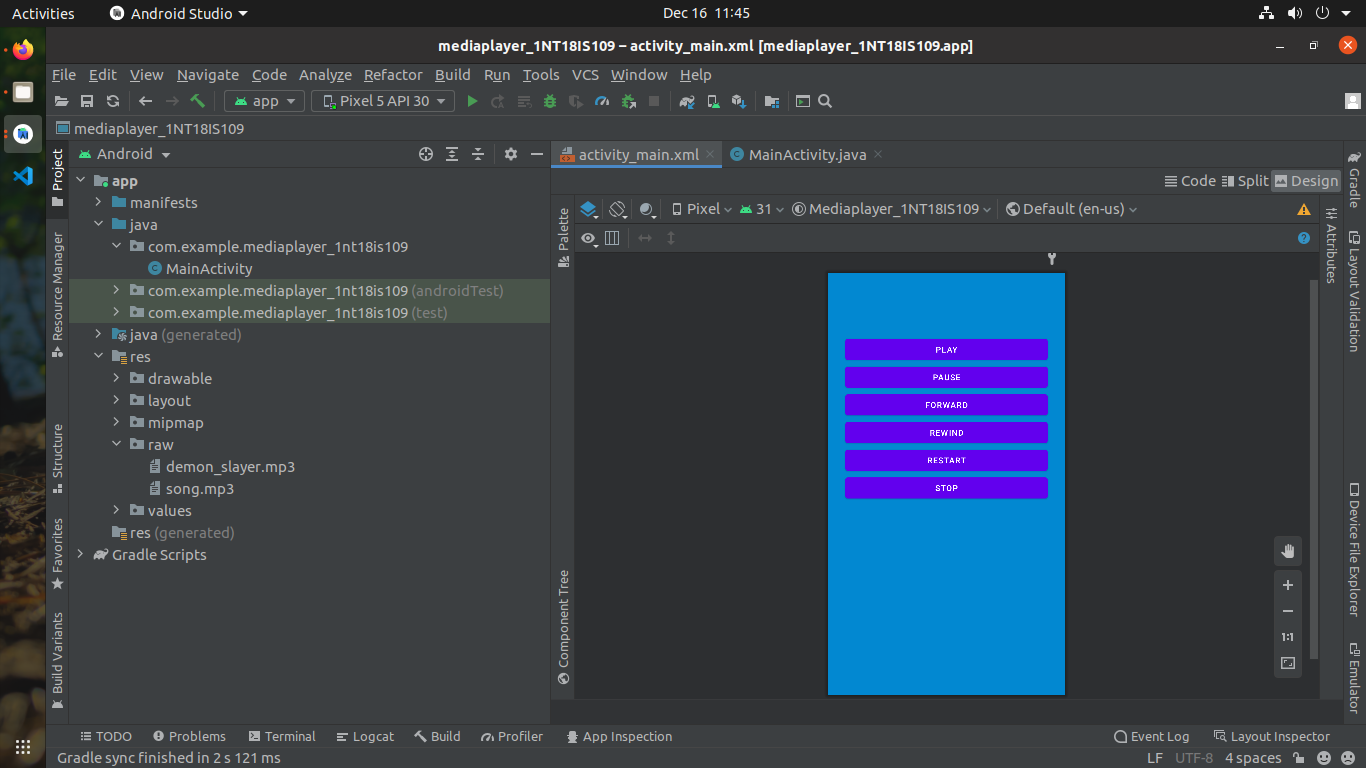 Activities Android Studio Dec 16 11:45
mediaplayer_1NT18IS109 – activity_main.xml [mediaplayer_1NT18IS109.app]
File Edit View Navigate Code Analyze Refactor Build Run Tools VCS Window Help
app Pixel 5 API 30
mediaplayer_1NT18IS109
Project
Resource Manager
Structure
Favorites
Build Variants
Android
app
manifests
java
com.example.mediaplayer_1nt18is109
MainActivity
com.example.mediaplayer_1nt18is109 (androidTest)
com.example.mediaplayer_1nt18is109 (test)
java (generated)
res
drawable
layout
mipmap
raw
demon_slayer.mp3
song.mp3
values
res (generated)
Gradle Scripts
activity_main.xml MainActivity.java
Code Split Design
Pixel 31 Mediaplayer_1NT18IS109 Default (en-us)
Palette
Component Tree
PLAY
PAUSE
FORWARD
REWIND
RESTART
STOP
1:1
Attributes
Gradle
Layout Validation
Device File Explorer
Emulator
TODO Problems Terminal Logcat Build Profiler App Inspection Event Log Layout Inspector
Gradle sync finished in 2 s 121 ms LF UTF-8 4 spaces